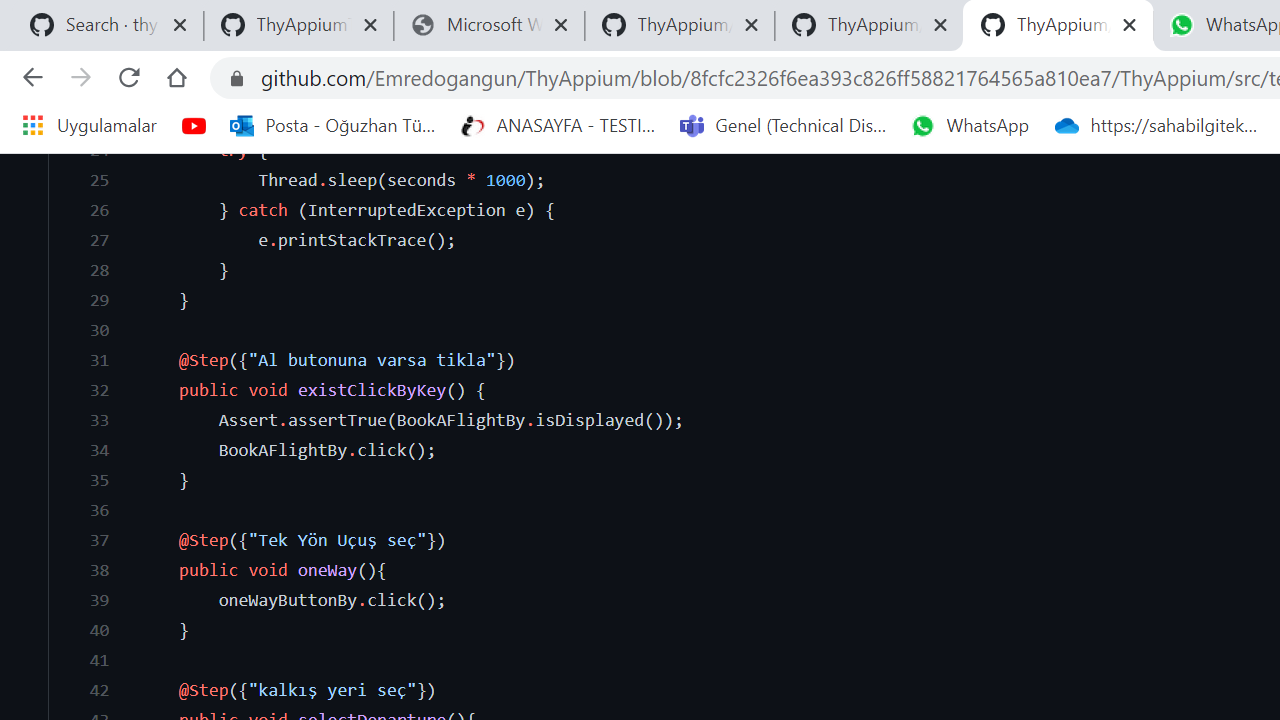 Search · thy
ThyAppium
Microsoft W
ThyAppium
ThyAppium
ThyAppium
WhatsApp
github.com/Emredogangun/ThyAppium/blob/8fcfc2326f6ea393c826ff58821764565a810ea7/ThyAppium/src/te
Uygulamalar
Posta - Oğuzhan Tü...
ANASAYFA - TESTI...
Genel (Technical Dis...
WhatsApp
https://sahabilgitek...
24 try {
25 Thread.sleep(seconds * 1000);
26 } catch (InterruptedException e) {
27 e.printStackTrace();
28 }
29 }
30
31 @Step({"Al butonuna varsa tikla"})
32 public void existClickByKey() {
33 Assert.assertTrue(BookAFlightBy.isDisplayed());
34 BookAFlightBy.click();
35 }
36
37 @Step({"Tek Yön Uçuş seç"})
38 public void oneWay(){
39 oneWayButtonBy.click();
40 }
41
42 @Step({"kalkış yeri seç"})
43 public void selectDeparture(){